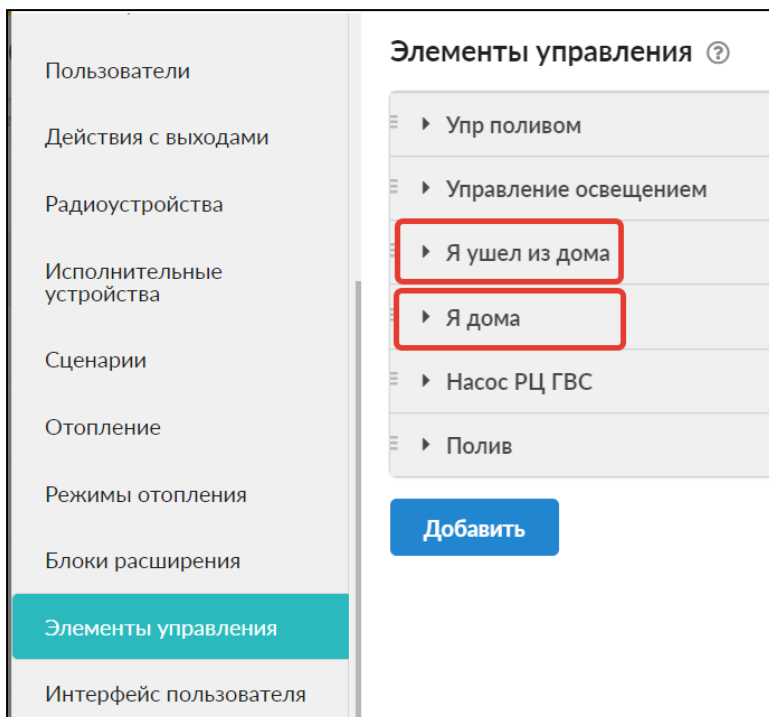 Пользователи
Действия с выходами
Радиоустройства
Исполнительные
устройства
Сценарии
Отопление
Режимы отопления
Блоки расширения
Элементы управления
Интерфейс пользователя
Элементы управления ?
Упр поливом
Управление освещением
Я ушел из дома
Я дома
Насос РЦ ГВС
Полив
Добавить